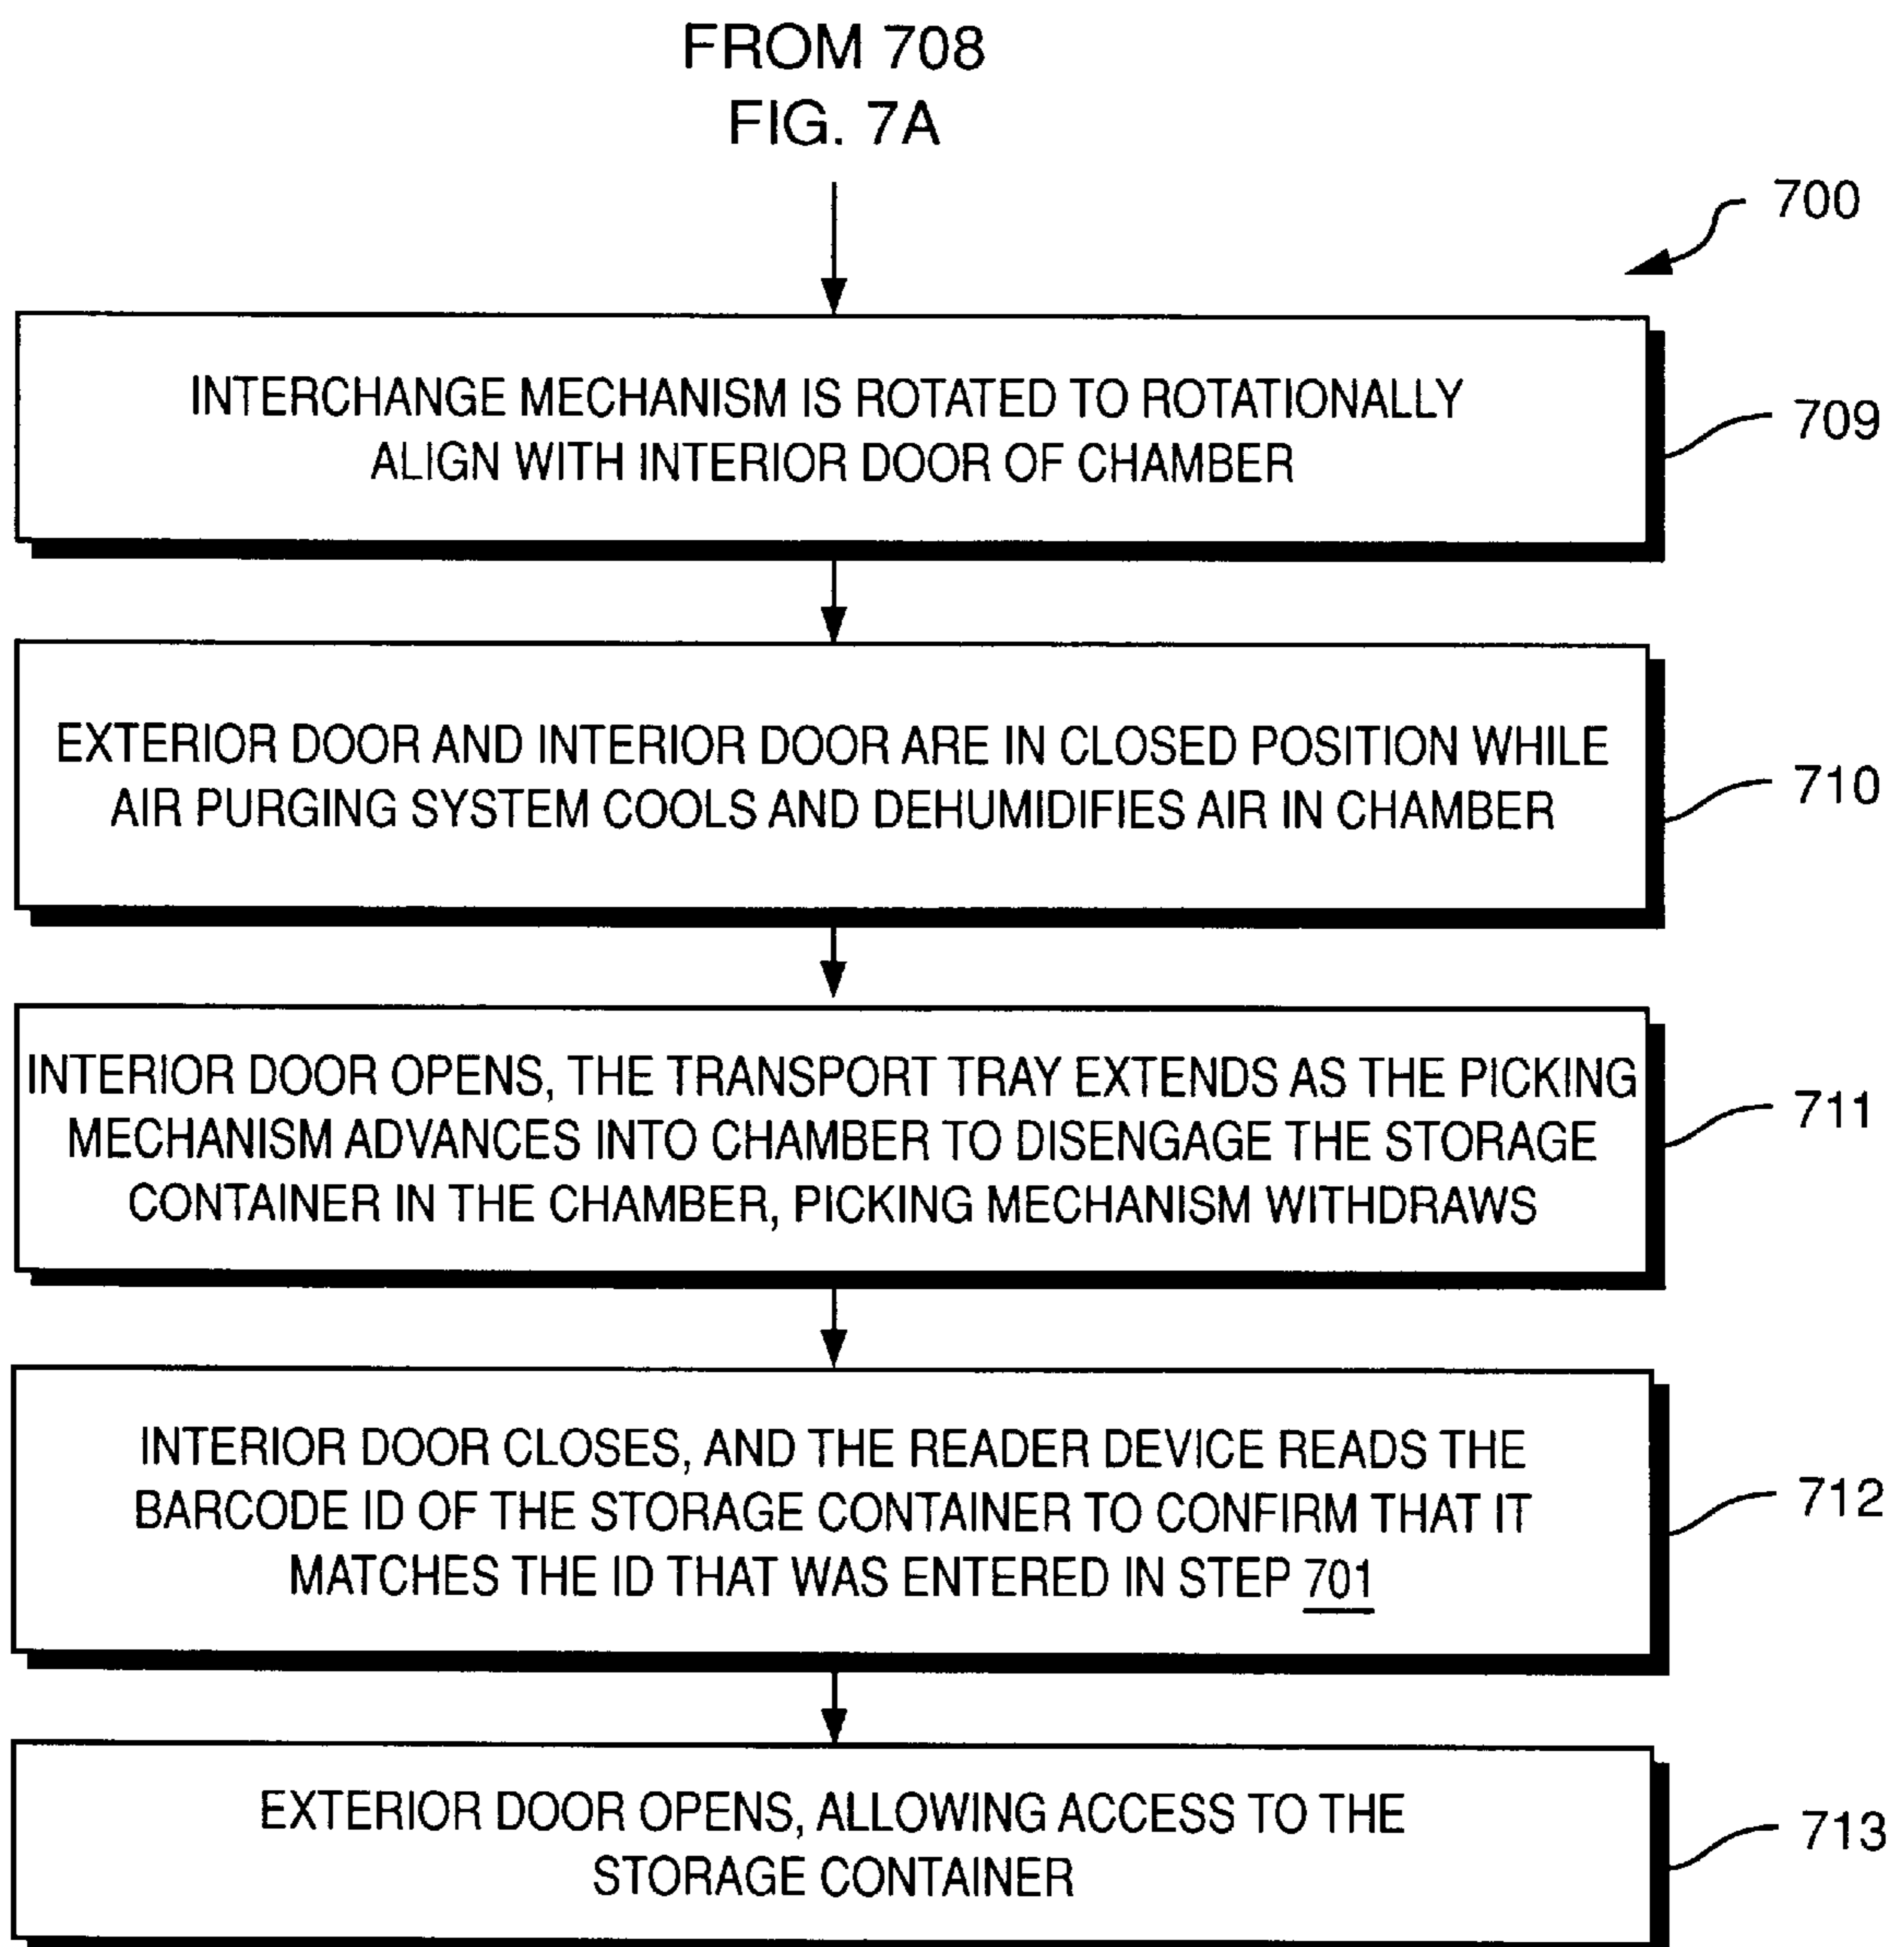 FROM 708
FIG. 7A
700
INTERCHANGE MECHANISM IS ROTATED TO ROTATIONALLY
ALIGN WITH INTERIOR DOOR OF CHAMBER
709
EXTERIOR DOOR AND INTERIOR DOOR ARE IN CLOSED POSITION WHILE
AIR PURGING SYSTEM COOLS AND DEHUMIDIFIES AIR IN CHAMBER
710
INTERIOR DOOR OPENS, THE TRANSPORT TRAY EXTENDS AS THE PICKING
MECHANISM ADVANCES INTO CHAMBER TO DISENGAGE THE STORAGE
CONTAINER IN THE CHAMBER, PICKING MECHANISM WITHDRAWS
711
INTERIOR DOOR CLOSES, AND THE READER DEVICE READS THE
BARCODE ID OF THE STORAGE CONTAINER TO CONFIRM THAT IT
MATCHES THE ID THAT WAS ENTERED IN STEP 701
712
EXTERIOR DOOR OPENS, ALLOWING ACCESS TO THE
STORAGE CONTAINER
713